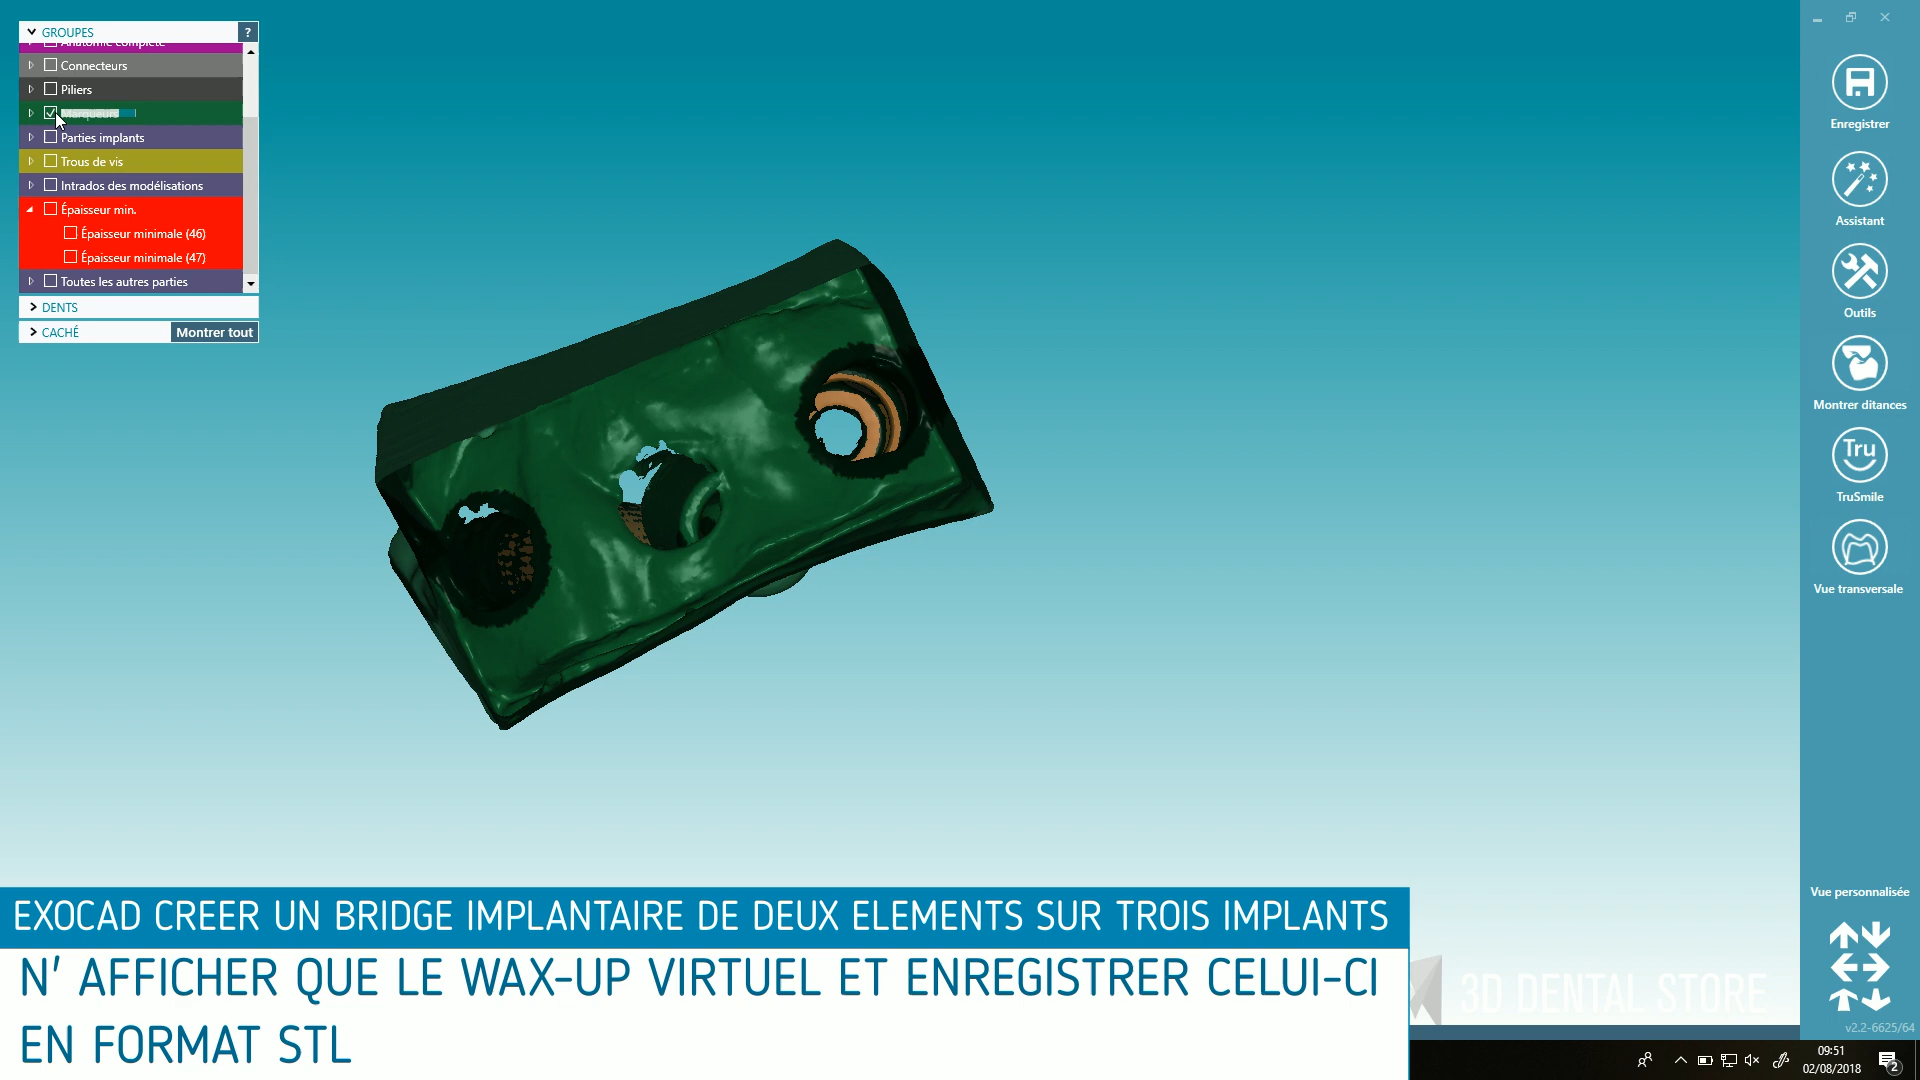 GROUPES
?
Anatomie complète
Connecteurs
Piliers
Marqueurs
Parties implants
Trous de vis
Intrados des modélisations
Épaisseur min.
Épaisseur minimale (46)
Épaisseur minimale (47)
Toutes les autres parties
DENTS
CACHÉ
Montrer tout
Enregistrer
Assistant
Outils
Montrer ditances
Tru
TruSmile
Vue transversale
Vue personnalisée
EXOCAD CREER UN BRIDGE IMPLANTAIRE DE DEUX ELEMENTS SUR TROIS IMPLANTS
N' AFFICHER QUE LE WAX-UP VIRTUEL ET ENREGISTRER CELUI-CI
EN FORMAT STL
3D DENTAL STORE
v2.2-6625/64
09:51
02/08/2018
2